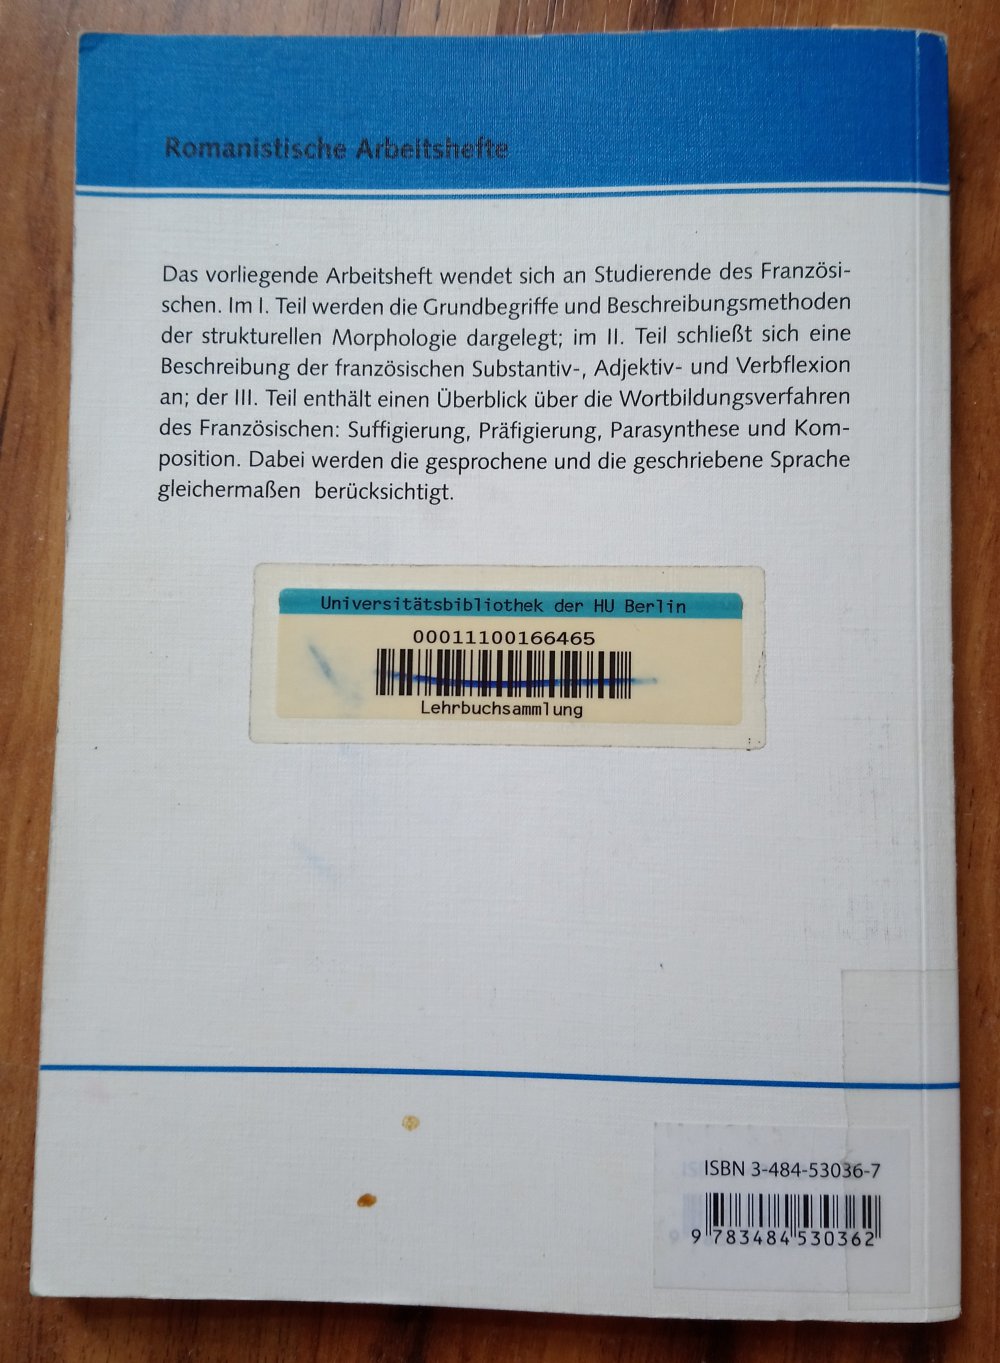 Romanistische Arbeitshefte
Das vorliegende Arbeitsheft wendet sich an Studierende des Französi-
schen. Im I. Teil werden die Grundbegriffe und Beschreibungsmethoden
der strukturellen Morphologie dargelegt; im II. Teil schließt sich eine
Beschreibung der französischen Substantiv-, Adjektiv- und Verbflexion
an; der III. Teil enthält einen Überblick über die Wortbildungsverfahren
des Französischen: Suffigierung, Präfigierung, Parasynthese und Kom-
position. Dabei werden die gesprochene und die geschriebene Sprache
gleichermaßen berücksichtigt.
Universitätsbibliothek der HU Berlin
00011100166465
Lehrbuchsammlung
ISBN 3-484-53036-7
9 783484 530362